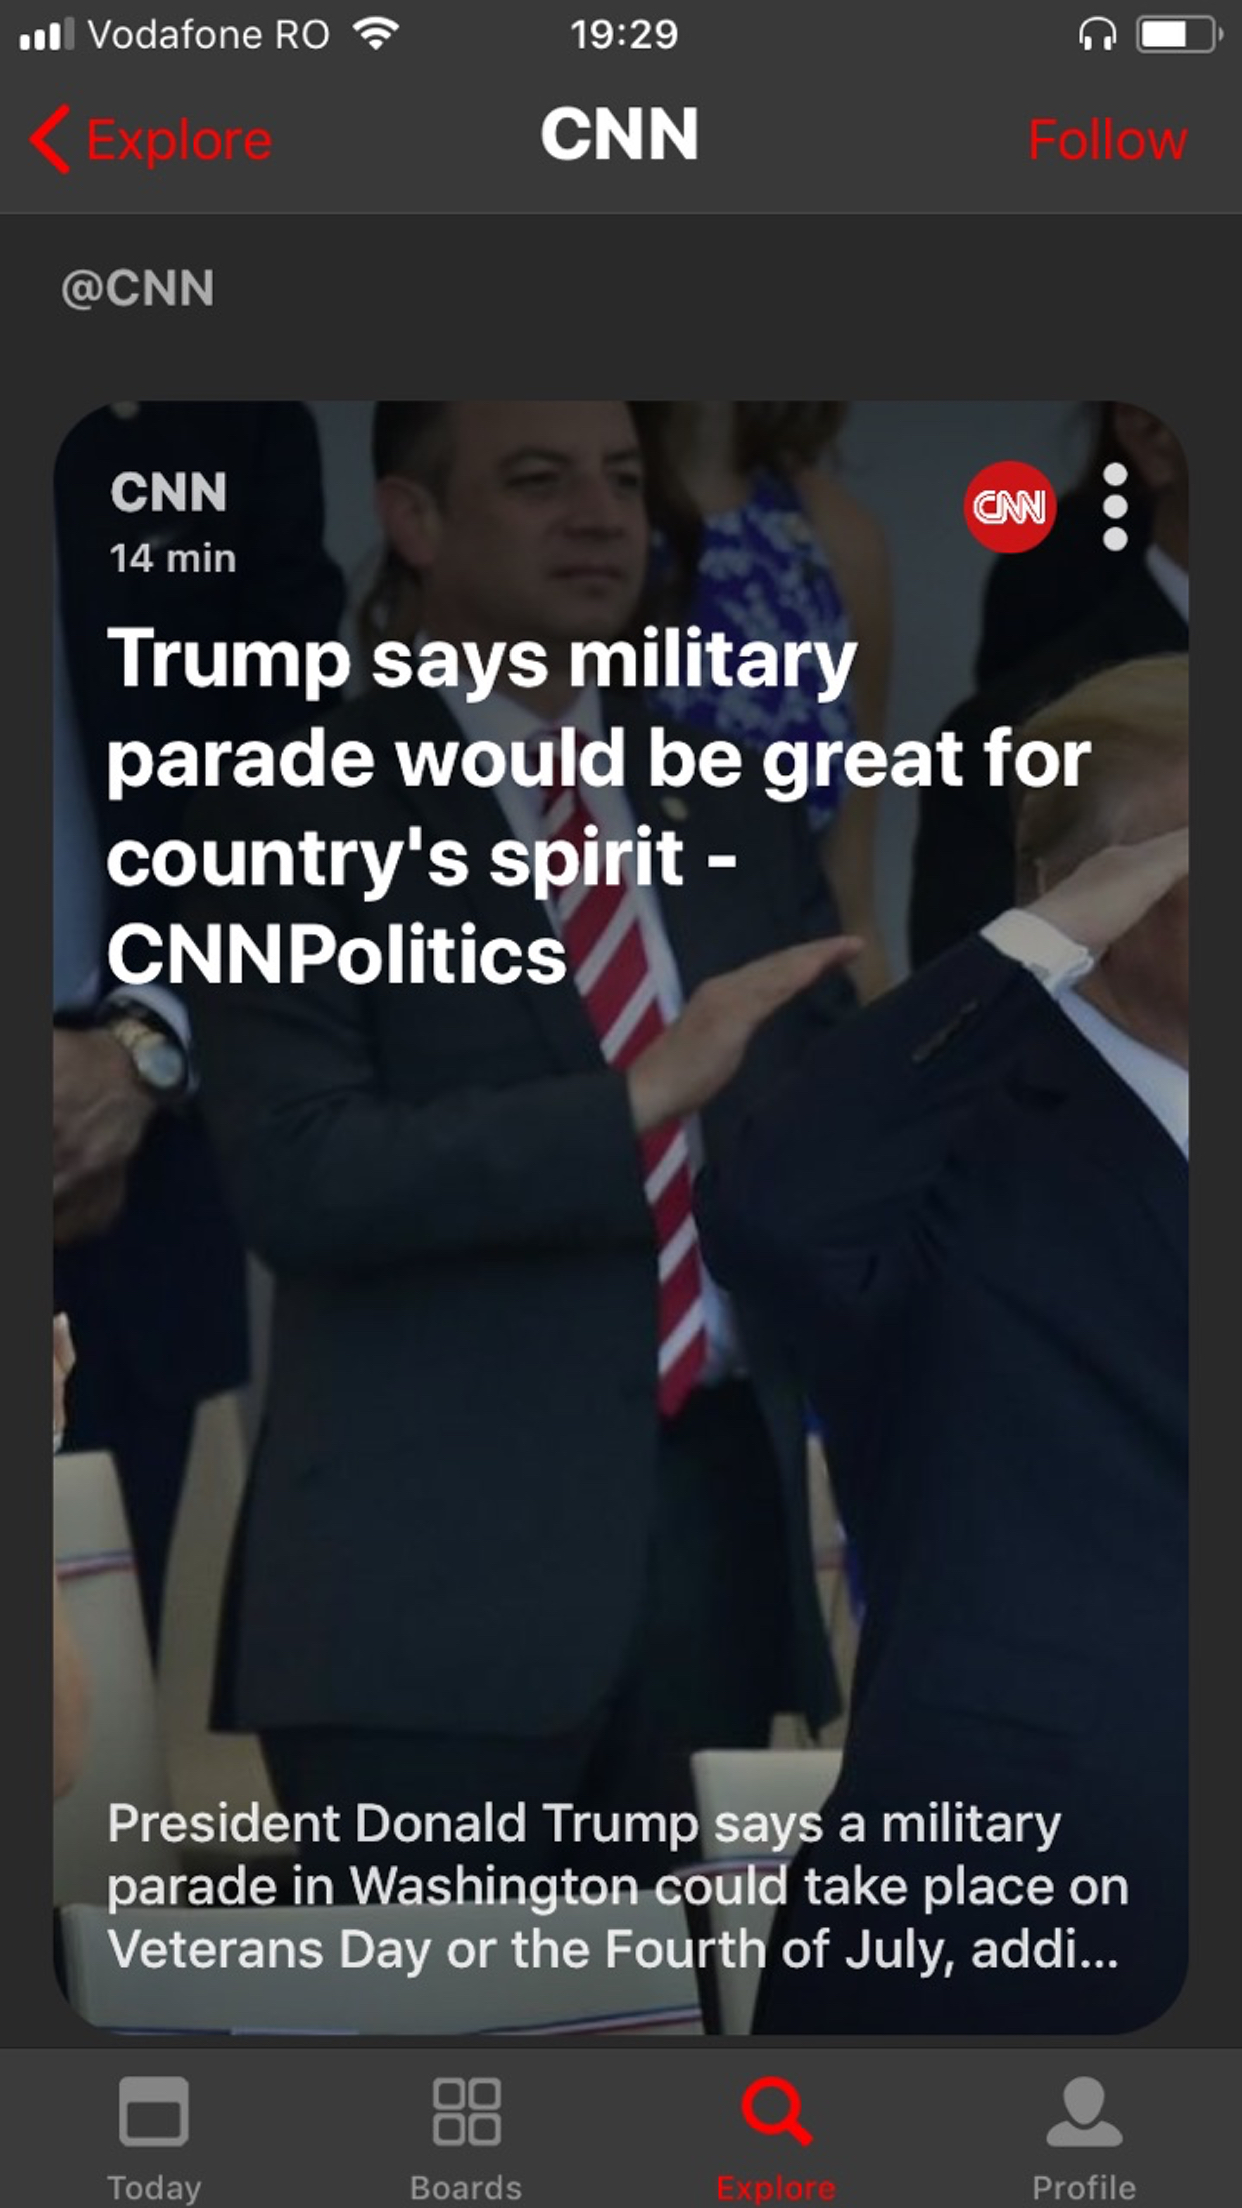 Vodafone RO
19:29
Explore
CNN
Follow
@CNN
CNN
14 min
CNN
Trump says military
parade would be great for
country's spirit -
CNNPolitics
President Donald Trump says a military
parade in Washington could take place on
Veterans Day or the Fourth of July, addi...
Today
Boards
Explore
Profile